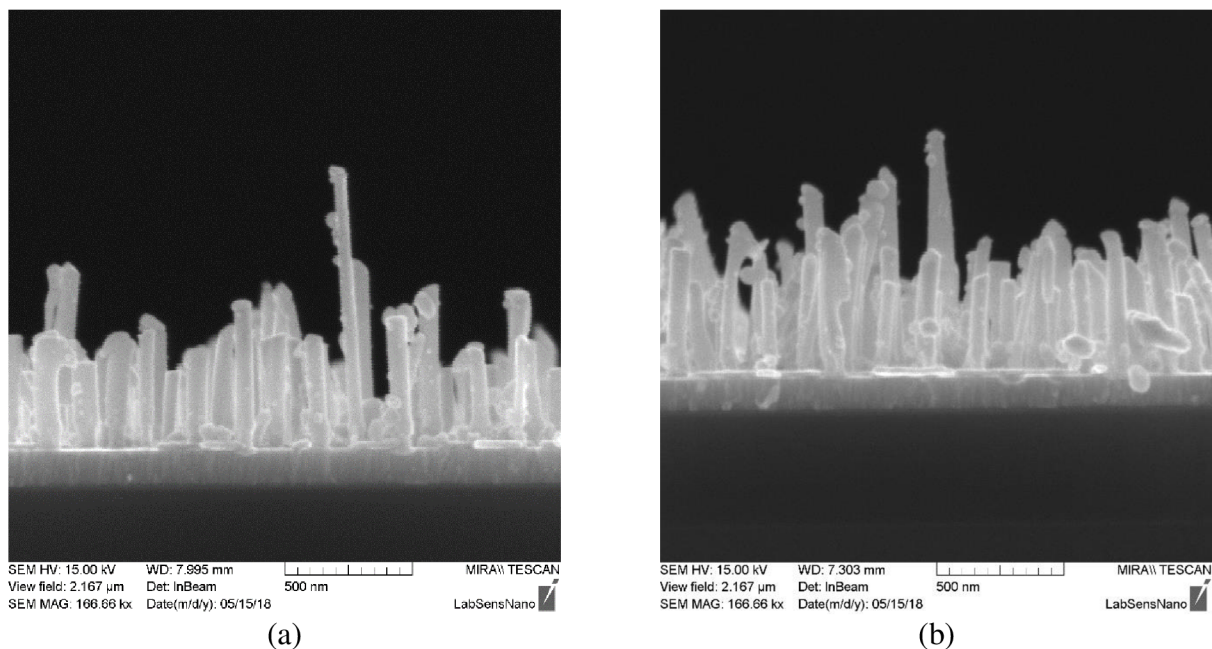 SEM HV: 15.00 kV WD: 7.995 mm MIRA\\ TESCAN
View field: 2.167 µm Det: InBeam 500 nm
SEM MAG: 166.66 kx Date(m/d/y): 05/15/18 LabSensNano
(a)
SEM HV: 15.00 kV WD: 7.303 mm MIRA\\ TESCAN
View field: 2.167 µm Det: InBeam 500 nm
SEM MAG: 166.66 kx Date(m/d/y): 05/15/18 LabSensNano
(b)